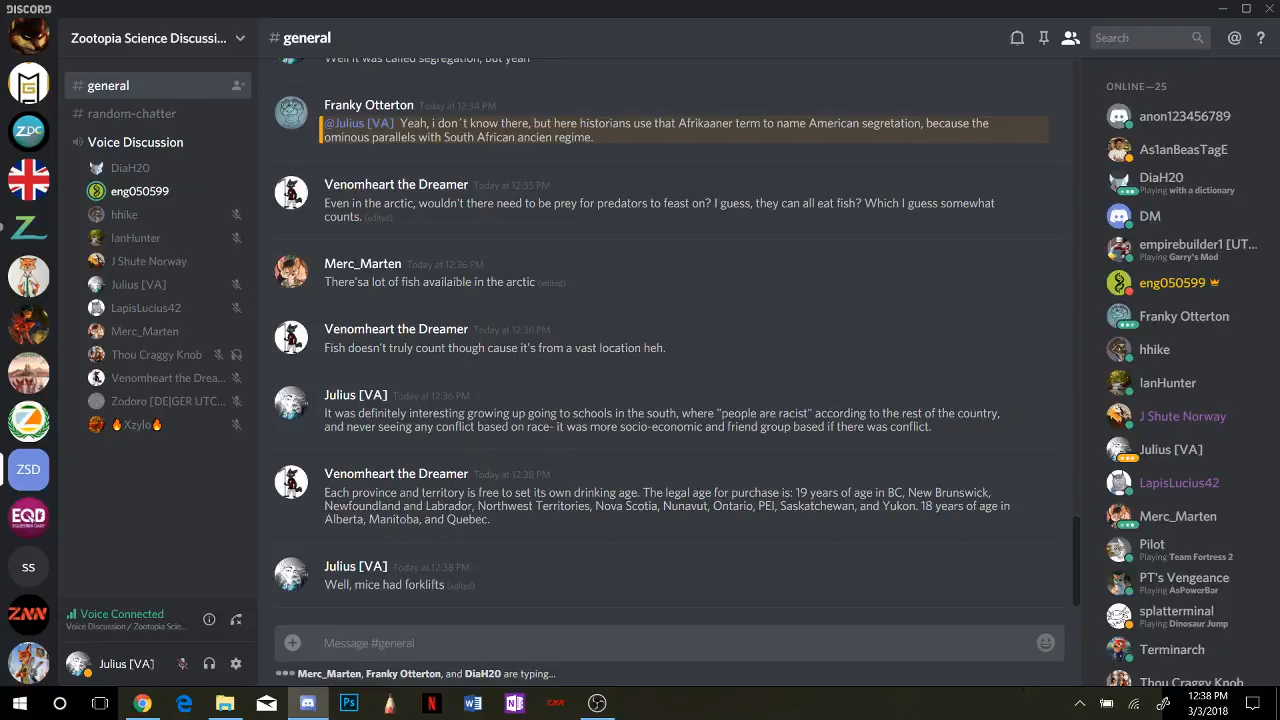 DISCORD
Zootopia Science Discussi...
# general
Search
# general
# random-chatter
Voice Discussion
DiaH20
eng050599
hhike
IanHunter
J Shute Norway
Julius [VA]
LapisLucius42
Merc_Marten
Thou Craggy Knob
Venomheart the Drea...
Zodoro [DE|GER UTC...
🔥Xzylo🔥
Voice Connected
Voice Discussion / Zootopia Scie...
Julius [VA]
Well it was called segregation, but yeah
Franky Otterton Today at 12:34 PM
@Julius [VA] Yeah, i don´t know there, but here historians use that Afrikaaner term to name American segretation, because the
ominous parallels with South African ancien regime.
Venomheart the Dreamer Today at 12:35 PM
Even in the arctic, wouldn't there need to be prey for predators to feast on? I guess, they can all eat fish? Which I guess somewhat
counts. (edited)
Merc_Marten Today at 12:36 PM
There'sa lot of fish availaible in the arctic (edited)
Venomheart the Dreamer Today at 12:36 PM
Fish doesn't truly count though cause it's from a vast location heh.
Julius [VA] Today at 12:36 PM
It was definitely interesting growing up going to schools in the south, where "people are racist" according to the rest of the country,
and never seeing any conflict based on race- it was more socio-economic and friend group based if there was conflict.
Venomheart the Dreamer Today at 12:38 PM
Each province and territory is free to set its own drinking age. The legal age for purchase is: 19 years of age in BC, New Brunswick,
Newfoundland and Labrador, Northwest Territories, Nova Scotia, Nunavut, Ontario, PEI, Saskatchewan, and Yukon. 18 years of age in
Alberta, Manitoba, and Quebec.
Julius [VA] Today at 12:38 PM
Well, mice had forklifts (edited)
Message #general
Merc_Marten, Franky Otterton, and DiaH20 are typing...
ONLINE—25
anon123456789
As1anBeasTagE
DiaH20
Playing with a dictionary
DM
empirebuilder1 [UT...
Playing Garry's Mod
eng050599
Franky Otterton
hhike
IanHunter
J Shute Norway
Julius [VA]
LapisLucius42
Merc_Marten
Pilot
Playing Team Fortress 2
PT's Vengeance
Playing AsPowerBar
splatterminal
Playing Dinosaur Jump
Terminarch
Thou Craggy Knob
MG
ZDC
Z
ZSD
EQD
EQUESTRIA DAILY
ss
ZNN
Ps
N
W
N
ZNN
12:38 PM
3/3/2018